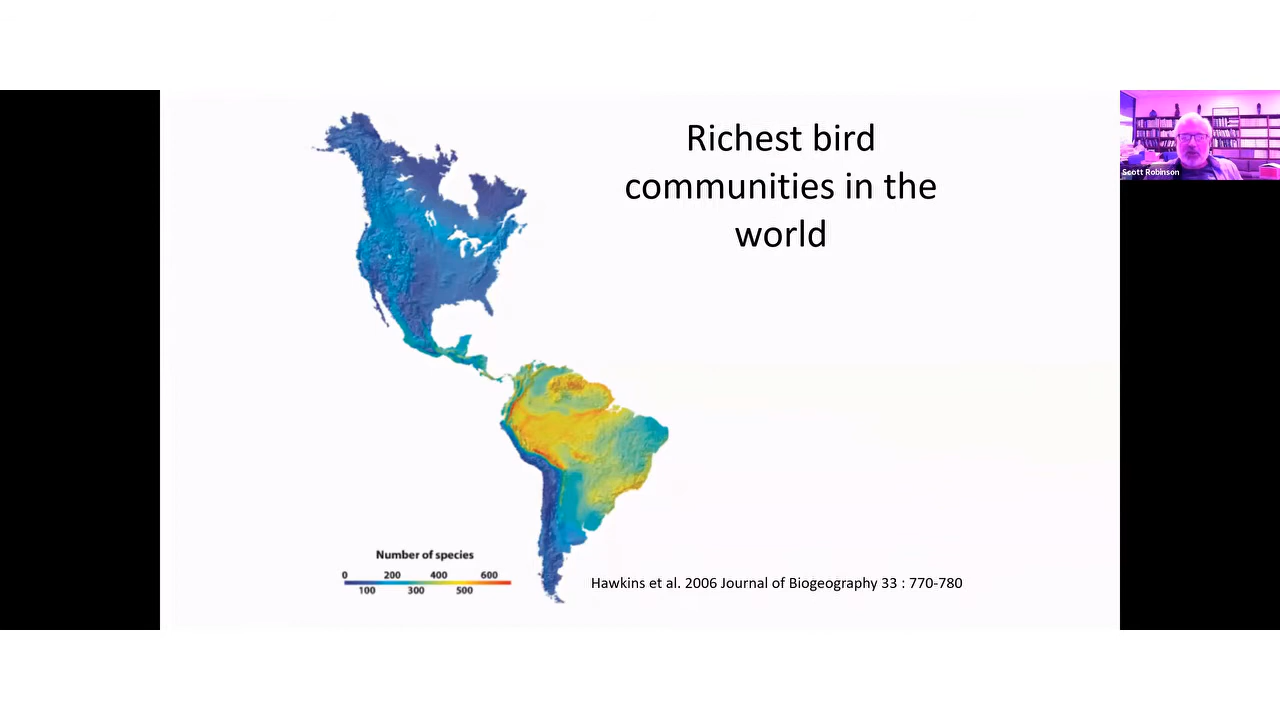 Richest bird
communities in the
world
Scott Robinson
Number of species
0 200 400 600
100 300 500
Hawkins et al. 2006 Journal of Biogeography 33 : 770-780